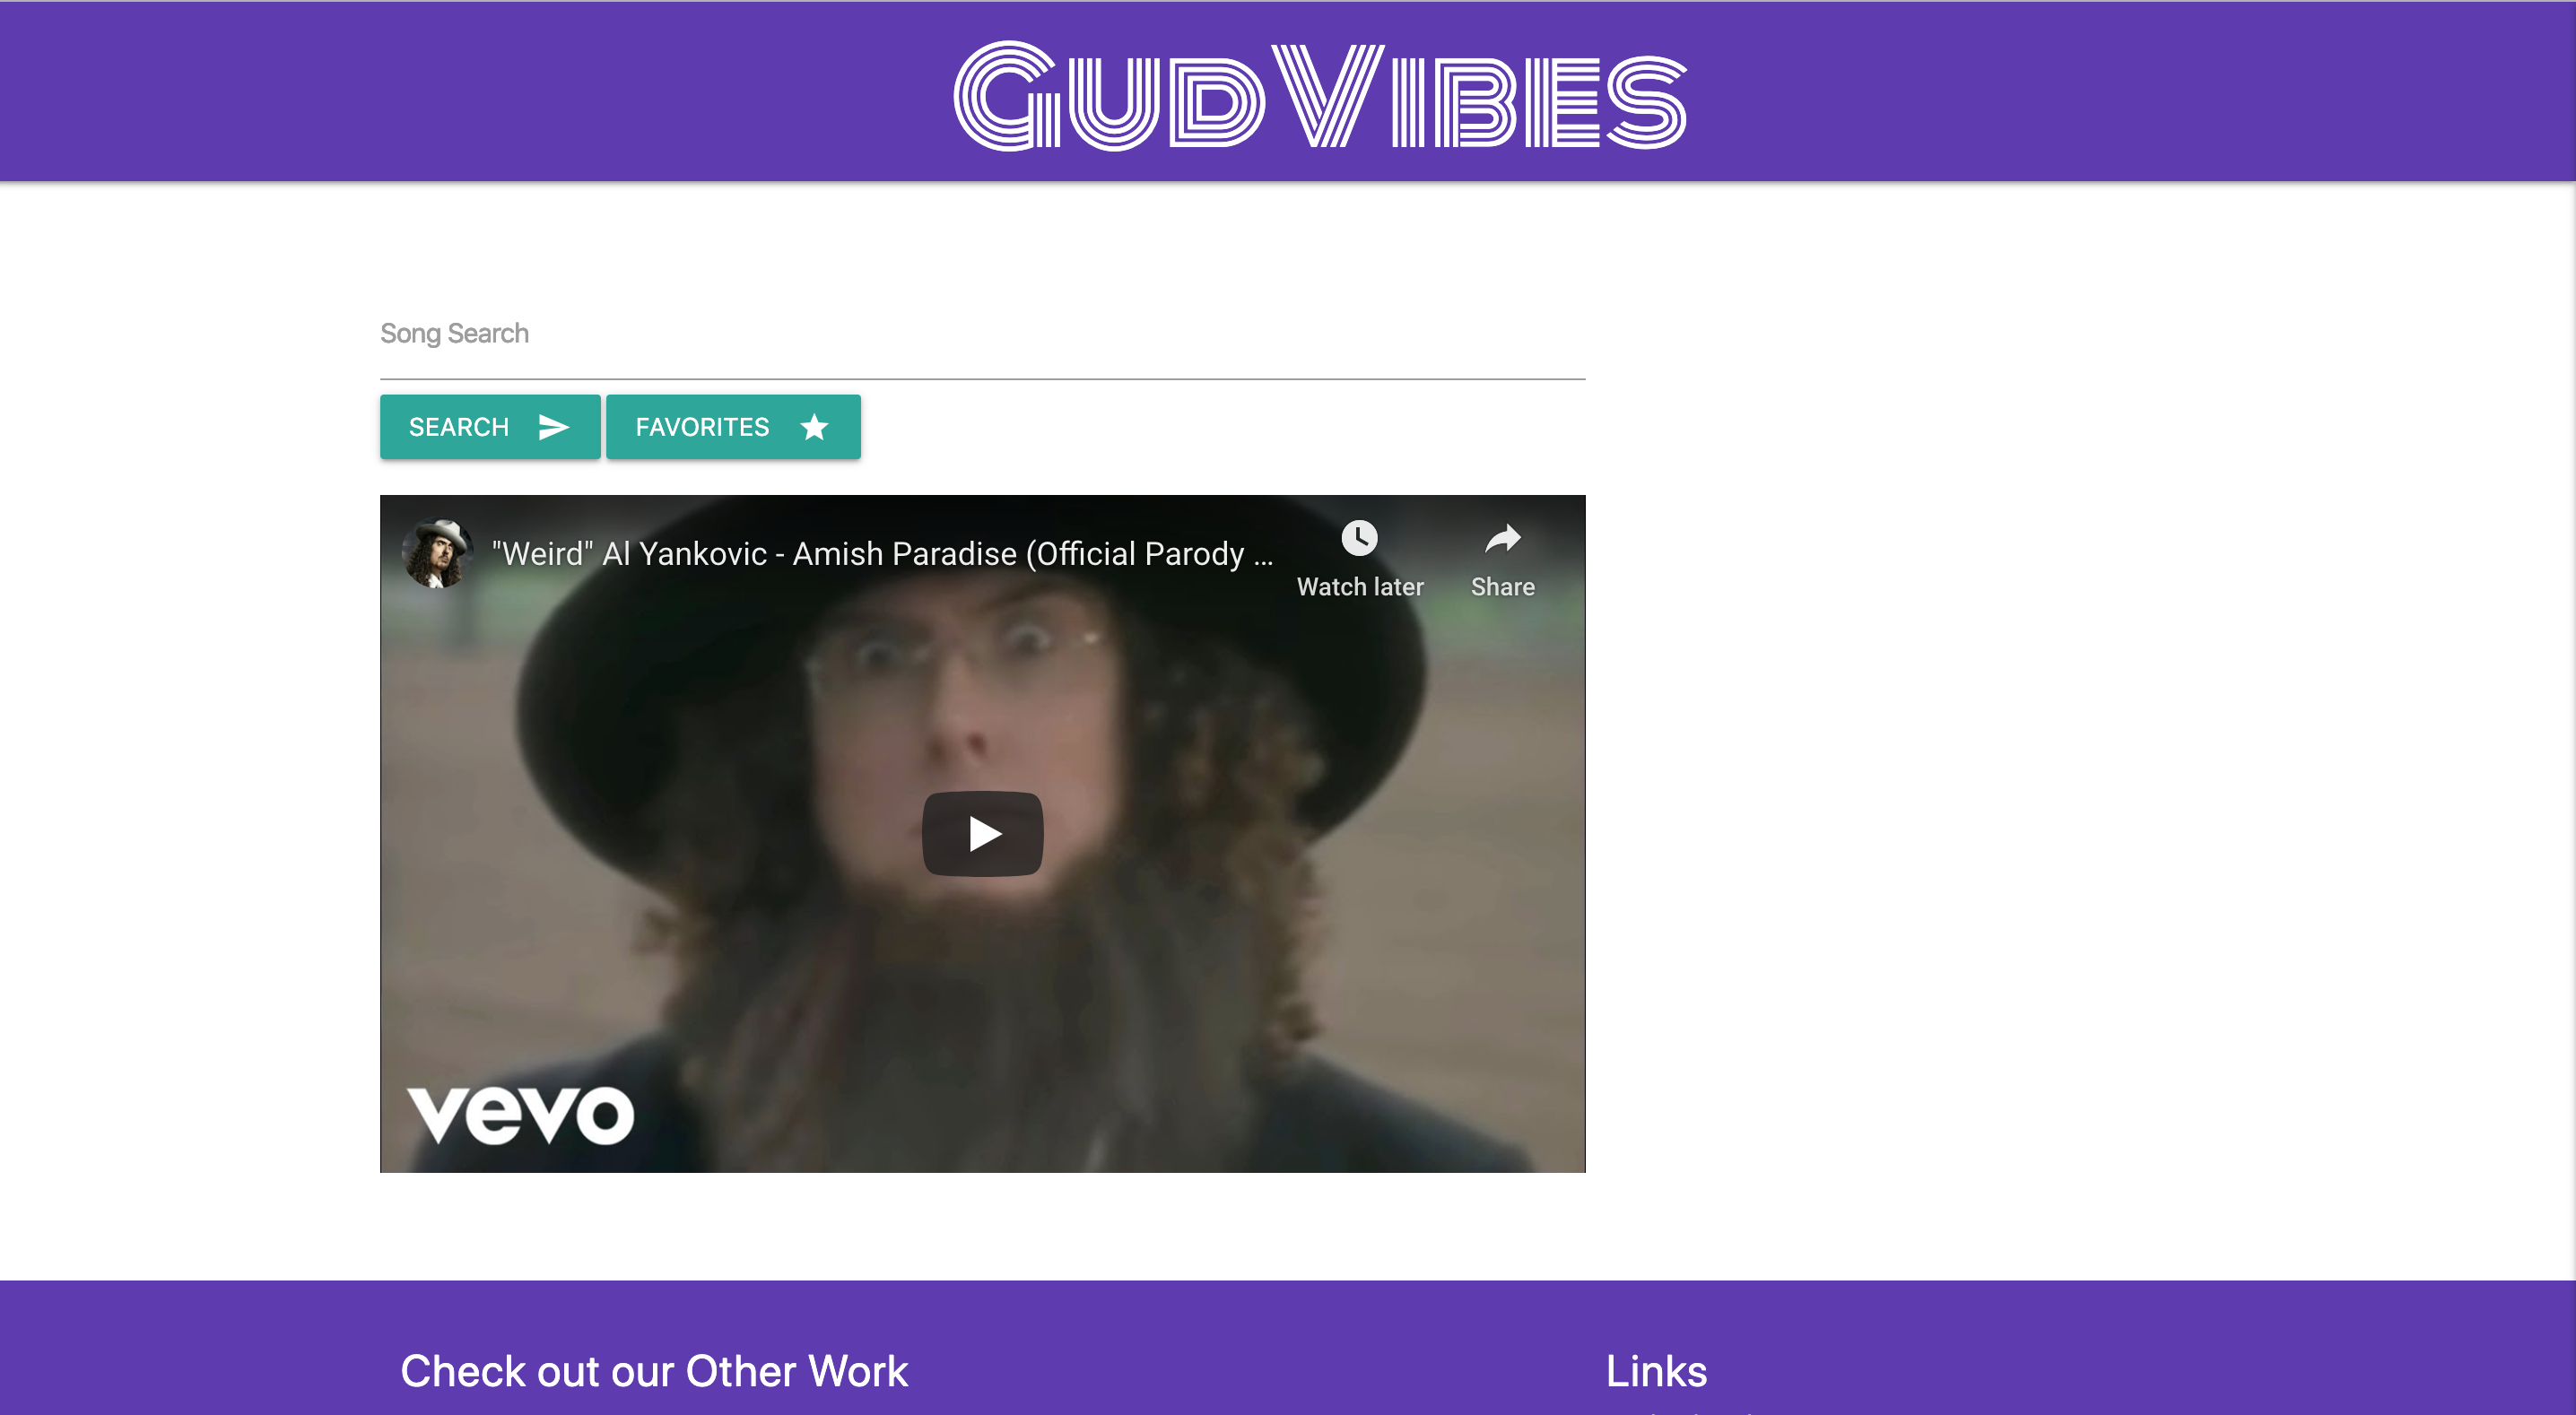 GudVibes
Song Search
SEARCH
FAVORITES
"Weird" Al Yankovic - Amish Paradise (Official Parody ...
Watch later
Share
vevo
Check out our Other Work
Links